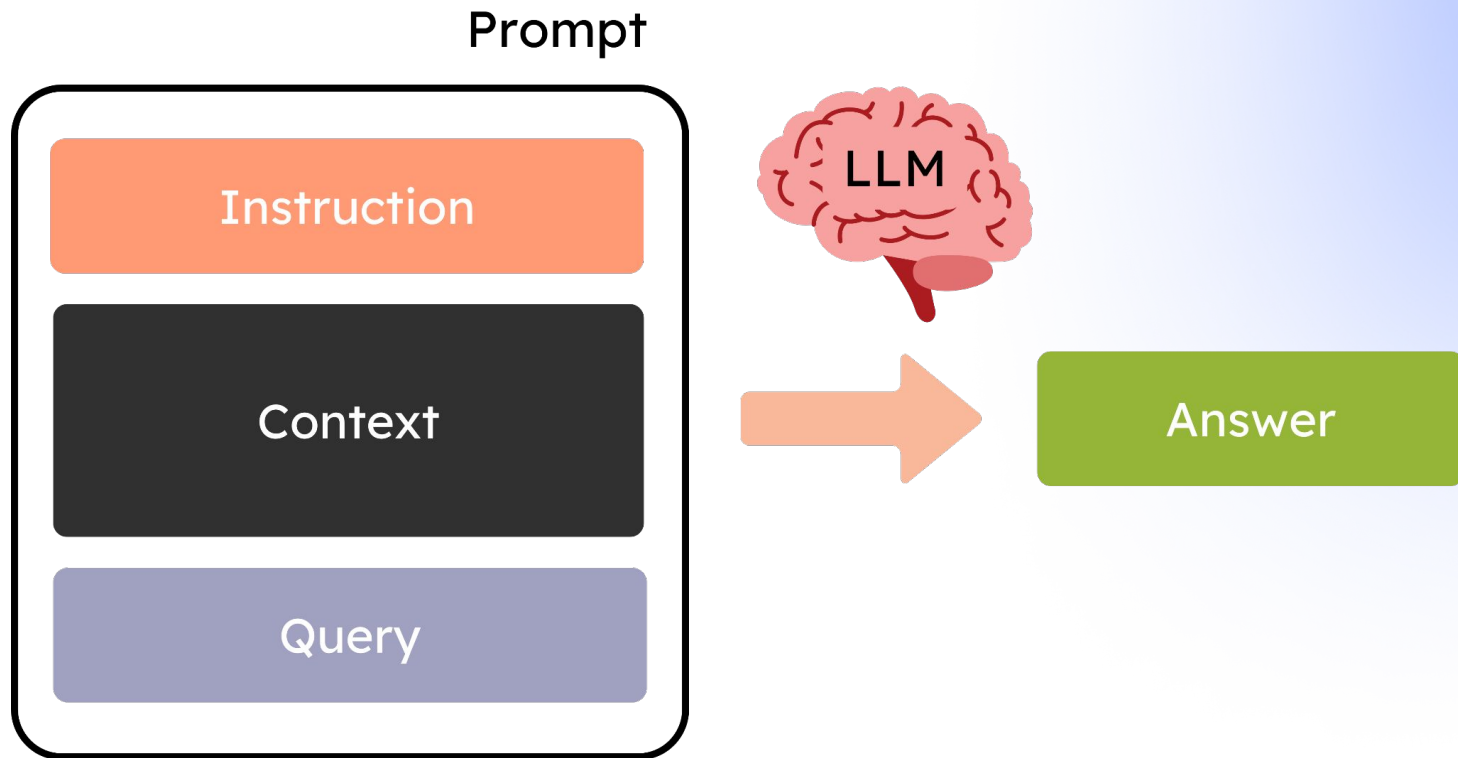 Prompt
Instruction
LLM
Context
Answer
Query